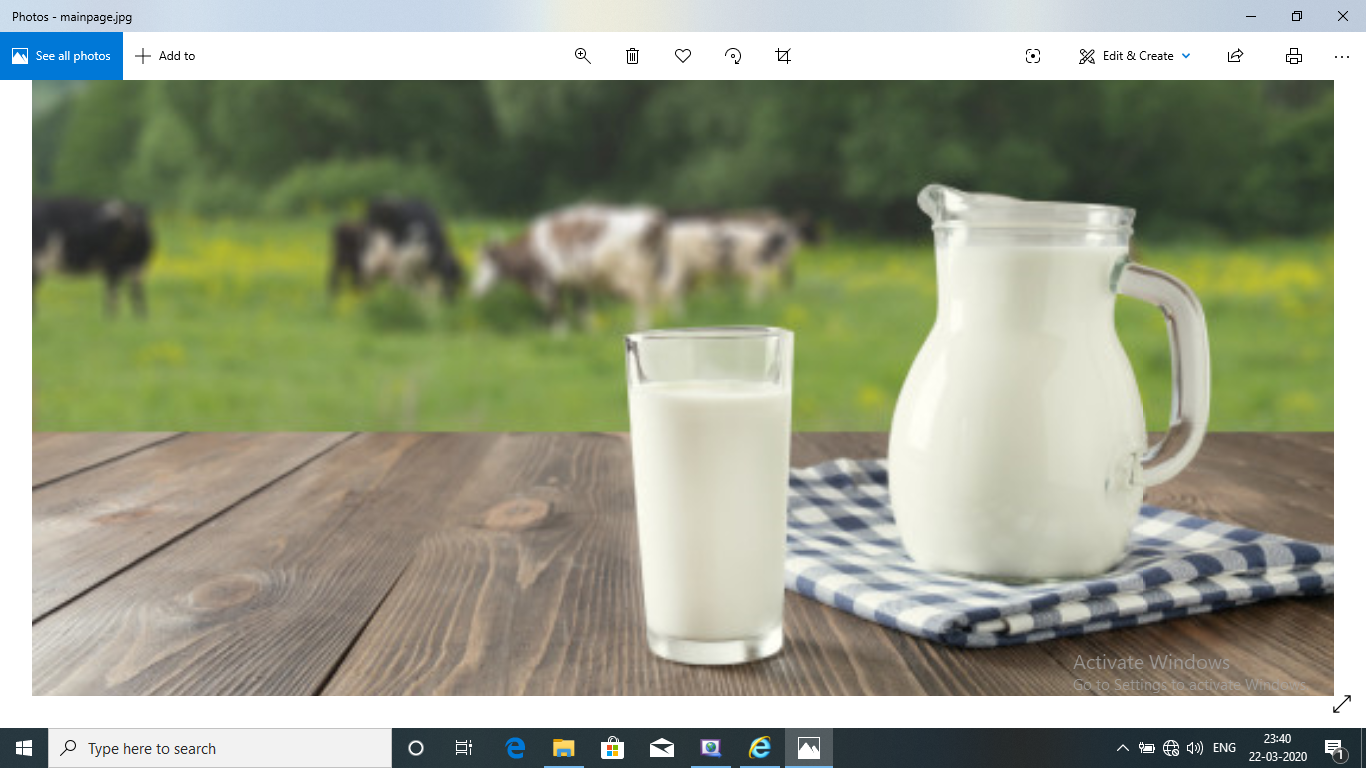 Photos - mainpage.jpg
See all photos
Add to
Edit & Create
Activate Windows
Go to Settings to activate Windows.
Type here to search
ENG
23:40
22-03-2020
1